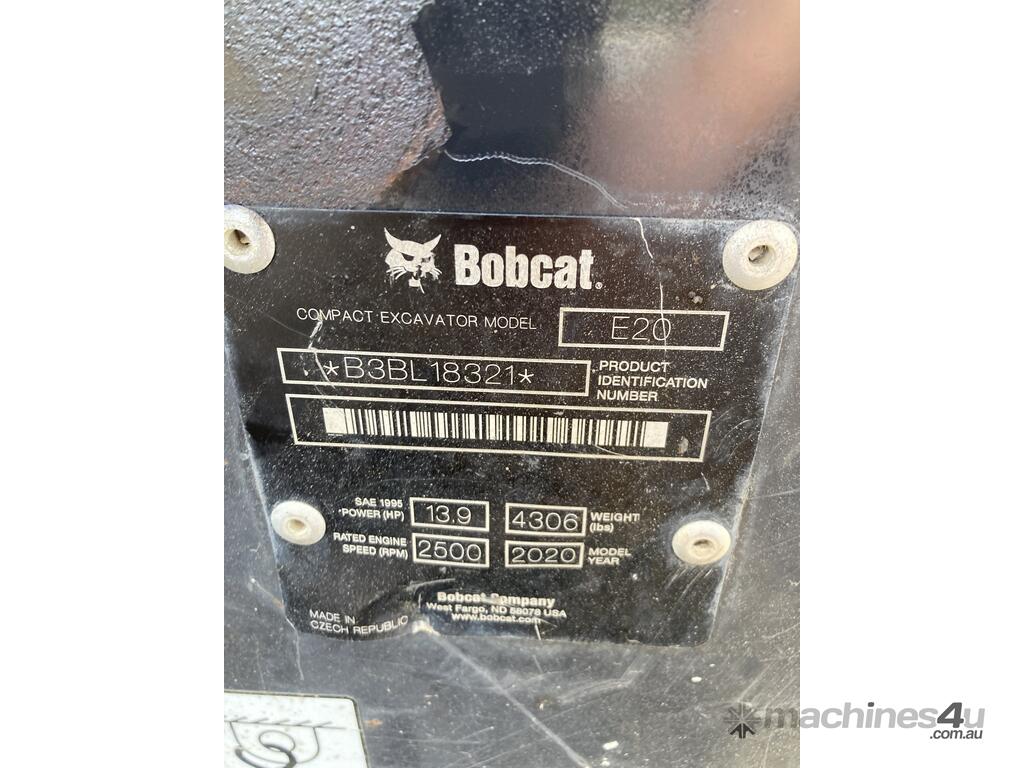 Bobcat®
COMPACT EXCAVATOR MODEL E20
*B3BL18321* PRODUCT
IDENTIFICATION
NUMBER
SAE 1995
POWER (HP) 13.9 4306 WEIGHT
(lbs)
RATED ENGINE
SPEED (RPM) 2500 2020 MODEL
YEAR
Bobcat Company
West Fargo, ND 58078 USA
www.bobcat.com
MADE IN
CZECH REPUBLIC
machines4u
.com.au